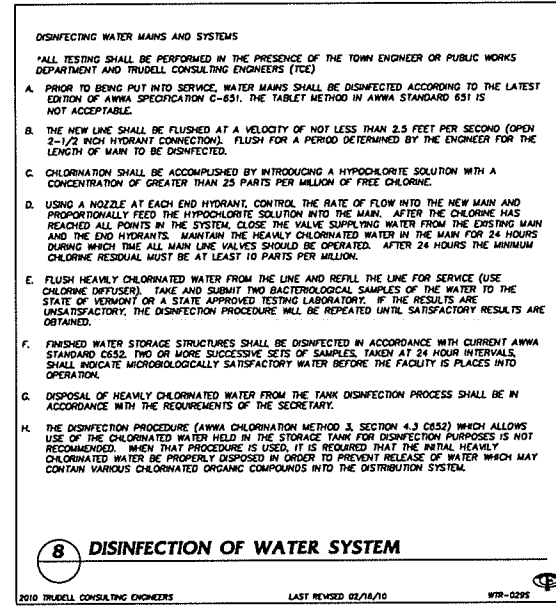 DISINFECTING WATER MAINS AND SYSTEMS
*ALL TESTING SHALL BE PERFORMED IN THE PRESENCE OF THE TOWN ENGINEER OR PUBLIC WORKS
DEPARTMENT AND TRUDELL CONSULTING ENGINEERS (TCE)
A. PRIOR TO BEING PUT INTO SERVICE, WATER MAINS SHALL BE DISINFECTED ACCORDING TO THE LATEST
EDITION OF AWWA SPECIFICATION C-651. THE TABLET METHOD IN AWWA STANDARD 651 IS
NOT ACCEPTABLE.
B. THE NEW LINE SHALL BE FLUSHED AT A VELOCITY OF NOT LESS THAN 2.5 FEET PER SECOND (OPEN
2-1/2 INCH HYDRANT CONNECTION). FLUSH FOR A PERIOD DETERMINED BY THE ENGINEER FOR THE
LENGTH OF MAIN TO BE DISINFECTED.
C. CHLORINATION SHALL BE ACCOMPLISHED BY INTRODUCING A HYPOCHLORITE SOLUTION WITH A
CONCENTRATION OF GREATER THAN 25 PARTS PER MILLION OF FREE CHLORINE.
D. USING A NOZZLE AT EACH END HYDRANT, CONTROL THE RATE OF FLOW INTO THE NEW MAIN AND
PROPORTIONALLY FEED THE HYPOCHLORITE SOLUTION INTO THE MAIN. AFTER THE CHLORINE HAS
REACHED ALL POINTS IN THE SYSTEM, CLOSE THE VALVE SUPPLYING WATER FROM THE EXISTING MAIN
AND THE END HYDRANTS. MAINTAIN THE HEAVILY CHLORINATED WATER IN THE MAIN FOR 24 HOURS
DURING WHICH TIME ALL MAIN LINE VALVES SHOULD BE OPERATED. AFTER 24 HOURS THE MINIMUM
CHLORINE RESIDUAL MUST BE AT LEAST 10 PARTS PER MILLION.
E. FLUSH HEAVILY CHLORINATED WATER FROM THE LINE AND REFILL THE LINE FOR SERVICE (USE
CHLORINE DIFFUSER). TAKE AND SUBMIT TWO BACTERIOLOGICAL SAMPLES OF THE WATER TO THE
STATE OF VERMONT OR A STATE APPROVED TESTING LABORATORY. IF THE RESULTS ARE
UNSATISFACTORY, THE DISINFECTION PROCEDURE WILL BE REPEATED UNTIL SATISFACTORY RESULTS ARE
OBTAINED.
F. FINISHED WATER STORAGE STRUCTURES SHALL BE DISINFECTED IN ACCORDANCE WITH CURRENT AWWA
STANDARD C652. TWO OR MORE SUCCESSIVE SETS OF SAMPLES, TAKEN AT 24 HOUR INTERVALS,
SHALL INDICATE MICROBIOLOGICALLY SATISFACTORY WATER BEFORE THE FACILITY IS PLACES INTO
OPERATION.
G. DISPOSAL OF HEAVILY CHLORINATED WATER FROM THE TANK DISINFECTION PROCESS SHALL BE IN
ACCORDANCE WITH THE REQUIREMENTS OF THE SECRETARY.
H. THE DISINFECTION PROCEDURE (AWWA CHLORINATION METHOD 3, SECTION 4.3 C652) WHICH ALLOWS
USE OF THE CHLORINATED WATER HELD IN THE STORAGE TANK FOR DISINFECTION PURPOSES IS NOT
RECOMMENDED. WHEN THAT PROCEDURE IS USED, IT IS REQUIRED THAT THE INITIAL HEAVILY
CHLORINATED WATER BE PROPERLY DISPOSED IN ORDER TO PREVENT RELEASE OF WATER WHICH MAY
CONTAIN VARIOUS CHLORINATED ORGANIC COMPOUNDS INTO THE DISTRIBUTION SYSTEM.
8 DISINFECTION OF WATER SYSTEM
2010 TRUDELL CONSULTING ENGINEERS LAST REVISED 02/16/10 WTR-029S